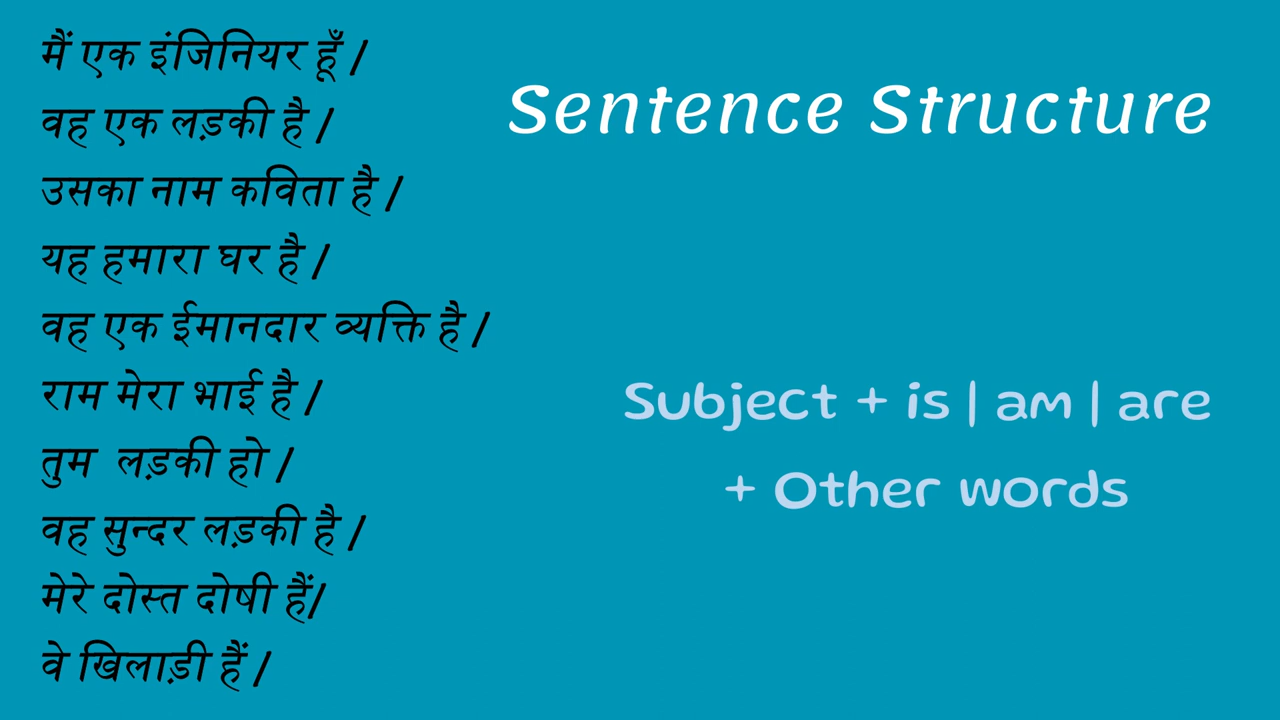 मैं एक इंजिनियर हूँ /
वह एक लड़की है /
उसका नाम कविता है /
यह हमारा घर है /
वह एक ईमानदार व्यक्ति है /
राम मेरा भाई है /
तुम लड़की हो /
वह सुन्दर लड़की है /
मेरे दोस्त दोषी हैं/
वे खिलाड़ी हैं /
Sentence Structure
Subject + is | am | are
+ Other words